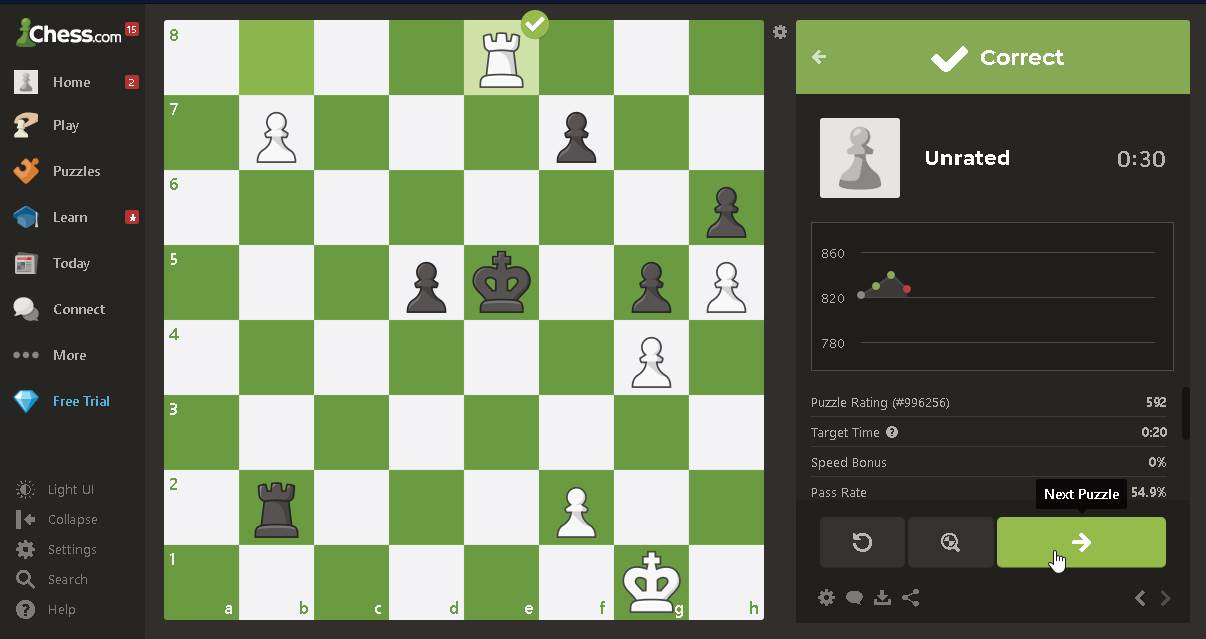 Chess.com 15
Home 2
Play
Puzzles
Learn
Today
Connect
More
Free Trial
Light UI
Collapse
Settings
Search
Help
8
7
6
5
4
3
2
1
a b c d e f g h
Correct
Unrated 0:30
860
820
780
Puzzle Rating (#996256) 592
Target Time ? 0:20
Speed Bonus 0%
Pass Rate 54.9%
Next Puzzle